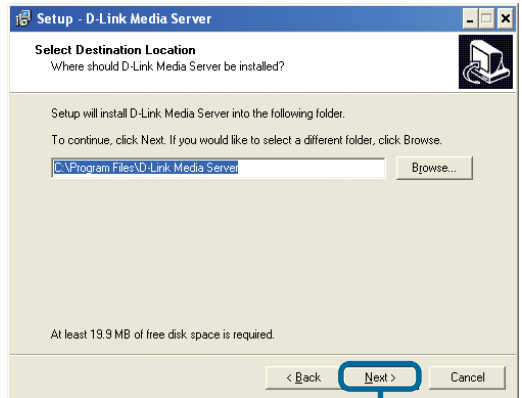 Setup - D-Link Media Server
Select Destination Location
Where should D-Link Media Server be installed?
Setup will install D-Link Media Server into the following folder.
To continue, click Next. If you would like to select a different folder, click Browse.
C:\Program Files\D-Link Media Server
Browse...
At least 19.9 MB of free disk space is required.
< Back
Next >
Cancel